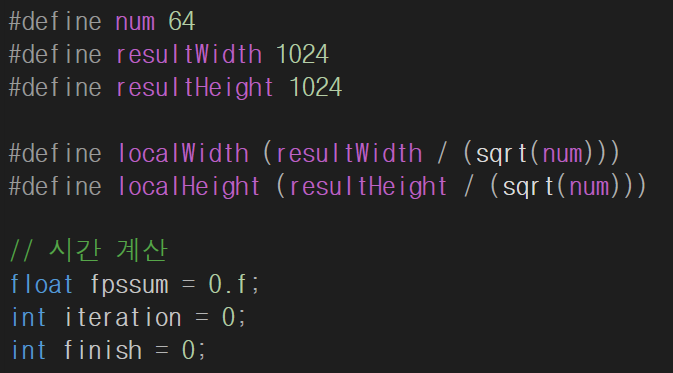 #define num 64
#define resultWidth 1024
#define resultHeight 1024
#define localWidth (resultWidth / (sqrt(num)))
#define localHeight (resultHeight / (sqrt(num)))
// 시간 계산
float fpssum = 0.f;
int iteration = 0;
int finish = 0;